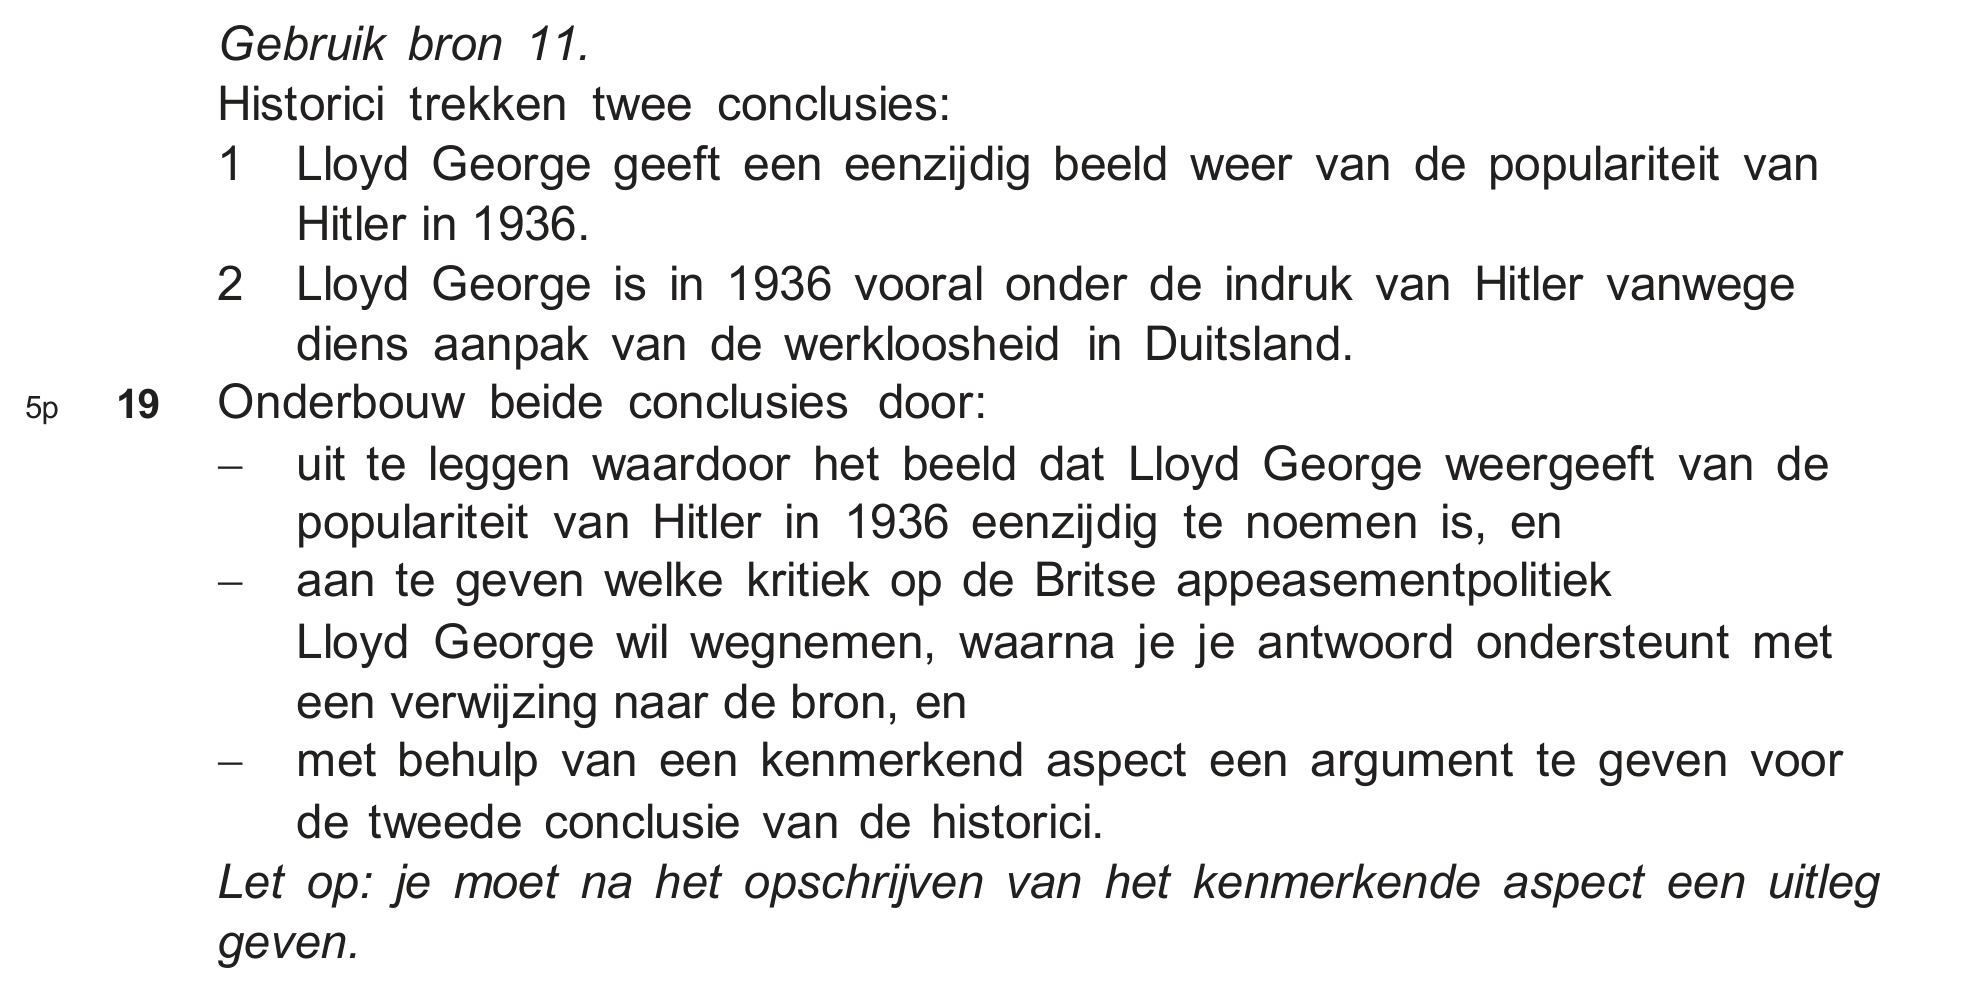 Gebruik bron 11.
Historici trekken twee conclusies:
1 Lloyd George geeft een eenzijdig beeld weer van de populariteit van
Hitler in 1936.
2 Lloyd George is in 1936 vooral onder de indruk van Hitler vanwege
diens aanpak van de werkloosheid in Duitsland.
5p 19 Onderbouw beide conclusies door:
– uit te leggen waardoor het beeld dat Lloyd George weergeeft van de
populariteit van Hitler in 1936 eenzijdig te noemen is, en
– aan te geven welke kritiek op de Britse appeasementpolitiek
Lloyd George wil wegnemen, waarna je je antwoord ondersteunt met
een verwijzing naar de bron, en
– met behulp van een kenmerkend aspect een argument te geven voor
de tweede conclusie van de historici.
Let op: je moet na het opschrijven van het kenmerkende aspect een uitleg
geven.